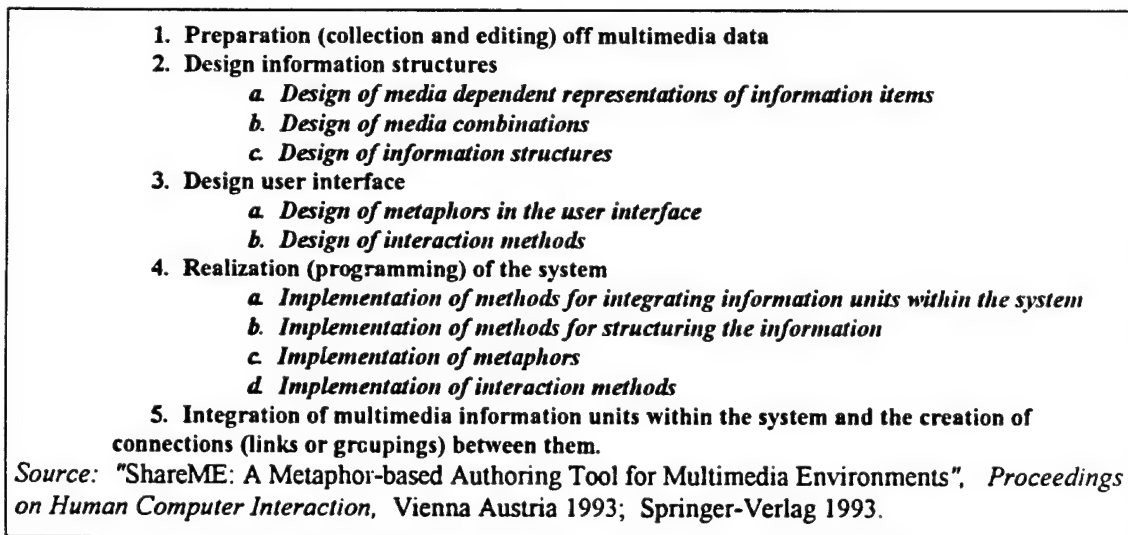 1. Preparation (collection and editing) off multimedia data
2. Design information structures
a. Design of media dependent representations of information items
b. Design of media combinations
c. Design of information structures
3. Design user interface
a. Design of metaphors in the user interface
b. Design of interaction methods
4. Realization (programming) of the system
a. Implementation of methods for integrating information units within the system
b. Implementation of methods for structuring the information
c. Implementation of metaphors
d. Implementation of interaction methods
5. Integration of multimedia information units within the system and the creation of
connections (links or groupings) between them.
Source: "ShareME: A Metaphor-based Authoring Tool for Multimedia Environments", Proceedings
on Human Computer Interaction, Vienna Austria 1993; Springer-Verlag 1993.